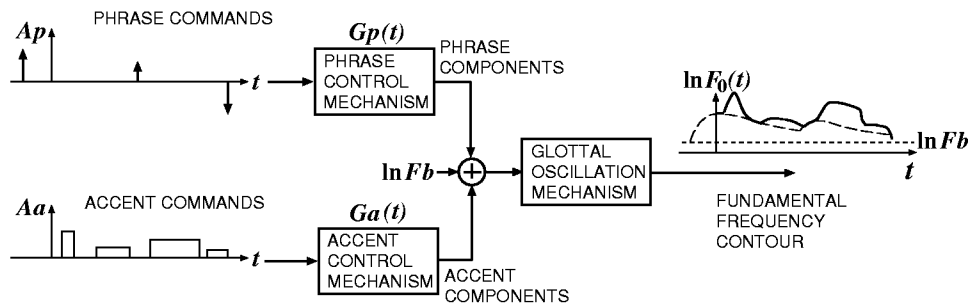 PHRASE COMMANDS
Ap
t
Gp(t)
PHRASE
CONTROL
MECHANISM
PHRASE
COMPONENTS
lnFb
GLOTTAL
OSCILLATION
MECHANISM
lnF0(t)
lnFb
t
FUNDAMENTAL
FREQUENCY
CONTOUR
ACCENT COMMANDS
Aa
t
Ga(t)
ACCENT
CONTROL
MECHANISM
ACCENT
COMPONENTS